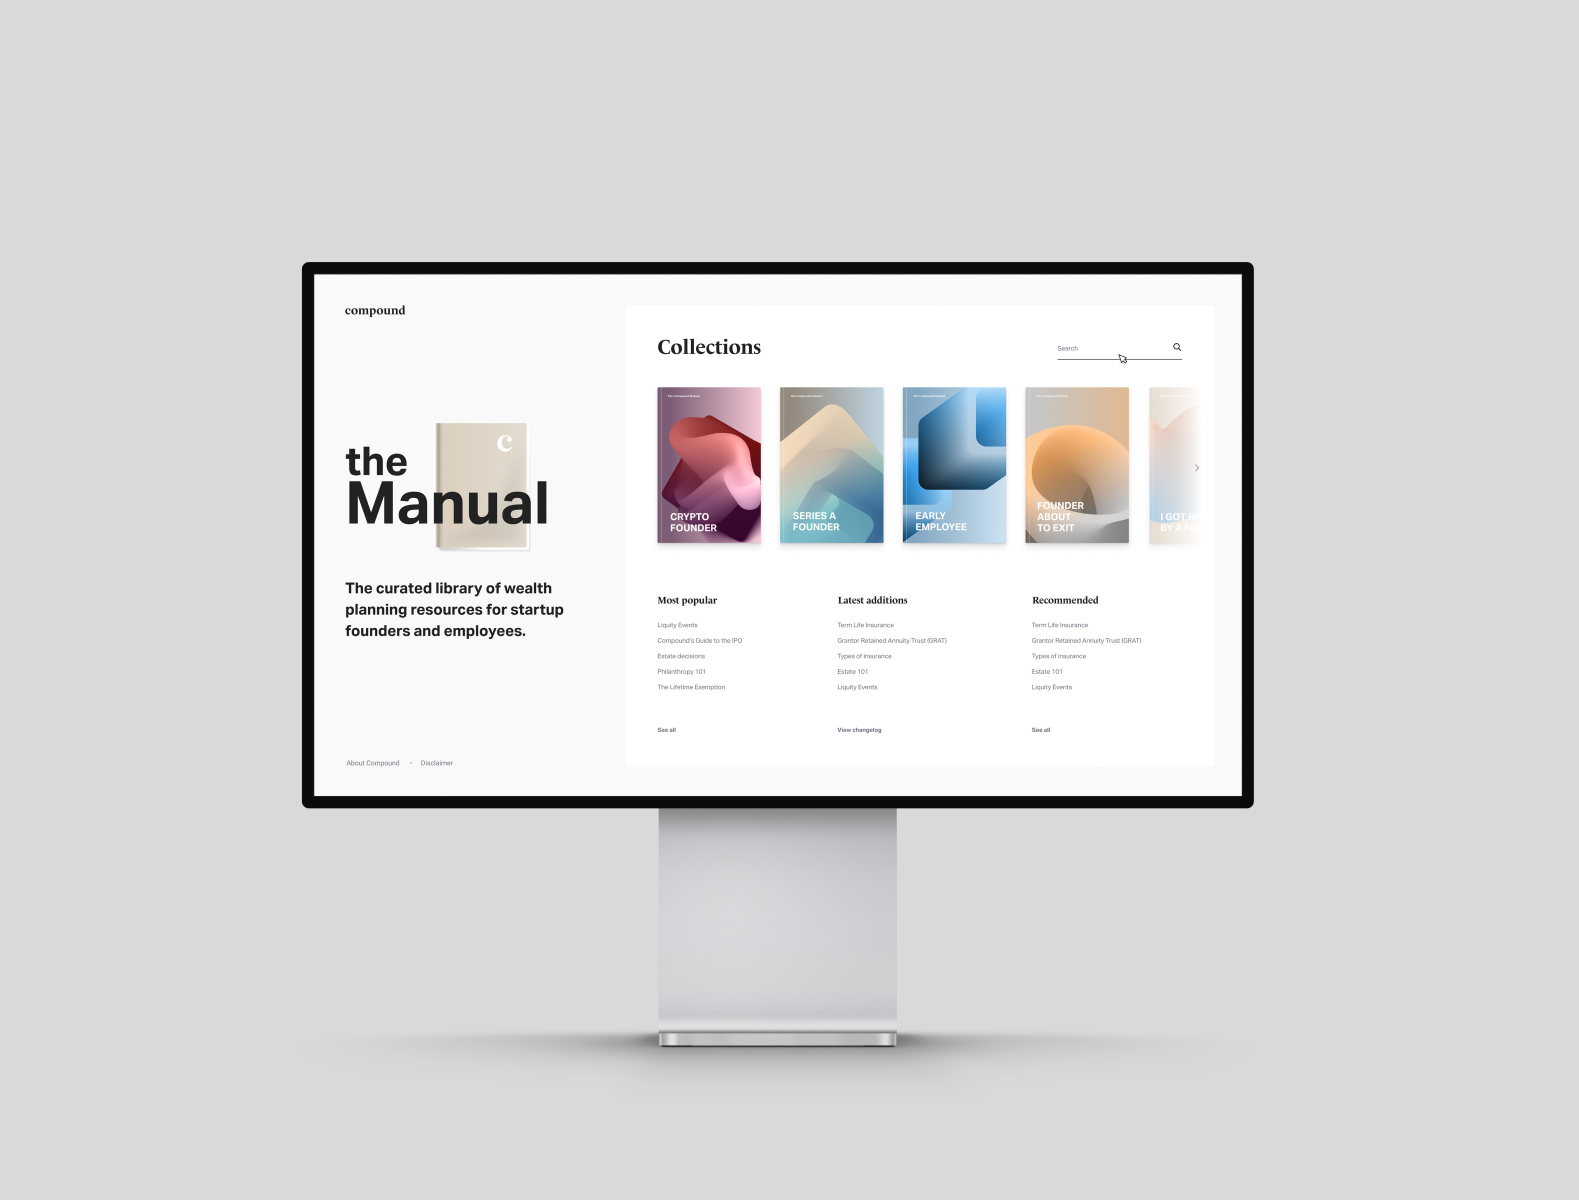 compound
c
the
Manual
The curated library of wealth
planning resources for startup
founders and employees.
About Compound • Disclaimer
Collections
Search
The Compound Manual
CRYPTO
FOUNDER
The Compound Manual
SERIES A
FOUNDER
The Compound Manual
EARLY
EMPLOYEE
The Compound Manual
FOUNDER
ABOUT
TO EXIT
I GOT
BY A
Most popular
Liquity Events
Compound's Guide to the IPO
Estate decisions
Philanthropy 101
The Lifetime Exemption
See all
Latest additions
Term Life Insurance
Grantor Retained Annuity Trust (GRAT)
Types of insurance
Estate 101
Liquity Events
View changelog
Recommended
Term Life Insurance
Grantor Retained Annuity Trust (GRAT)
Types of insurance
Estate 101
Liquity Events
See all